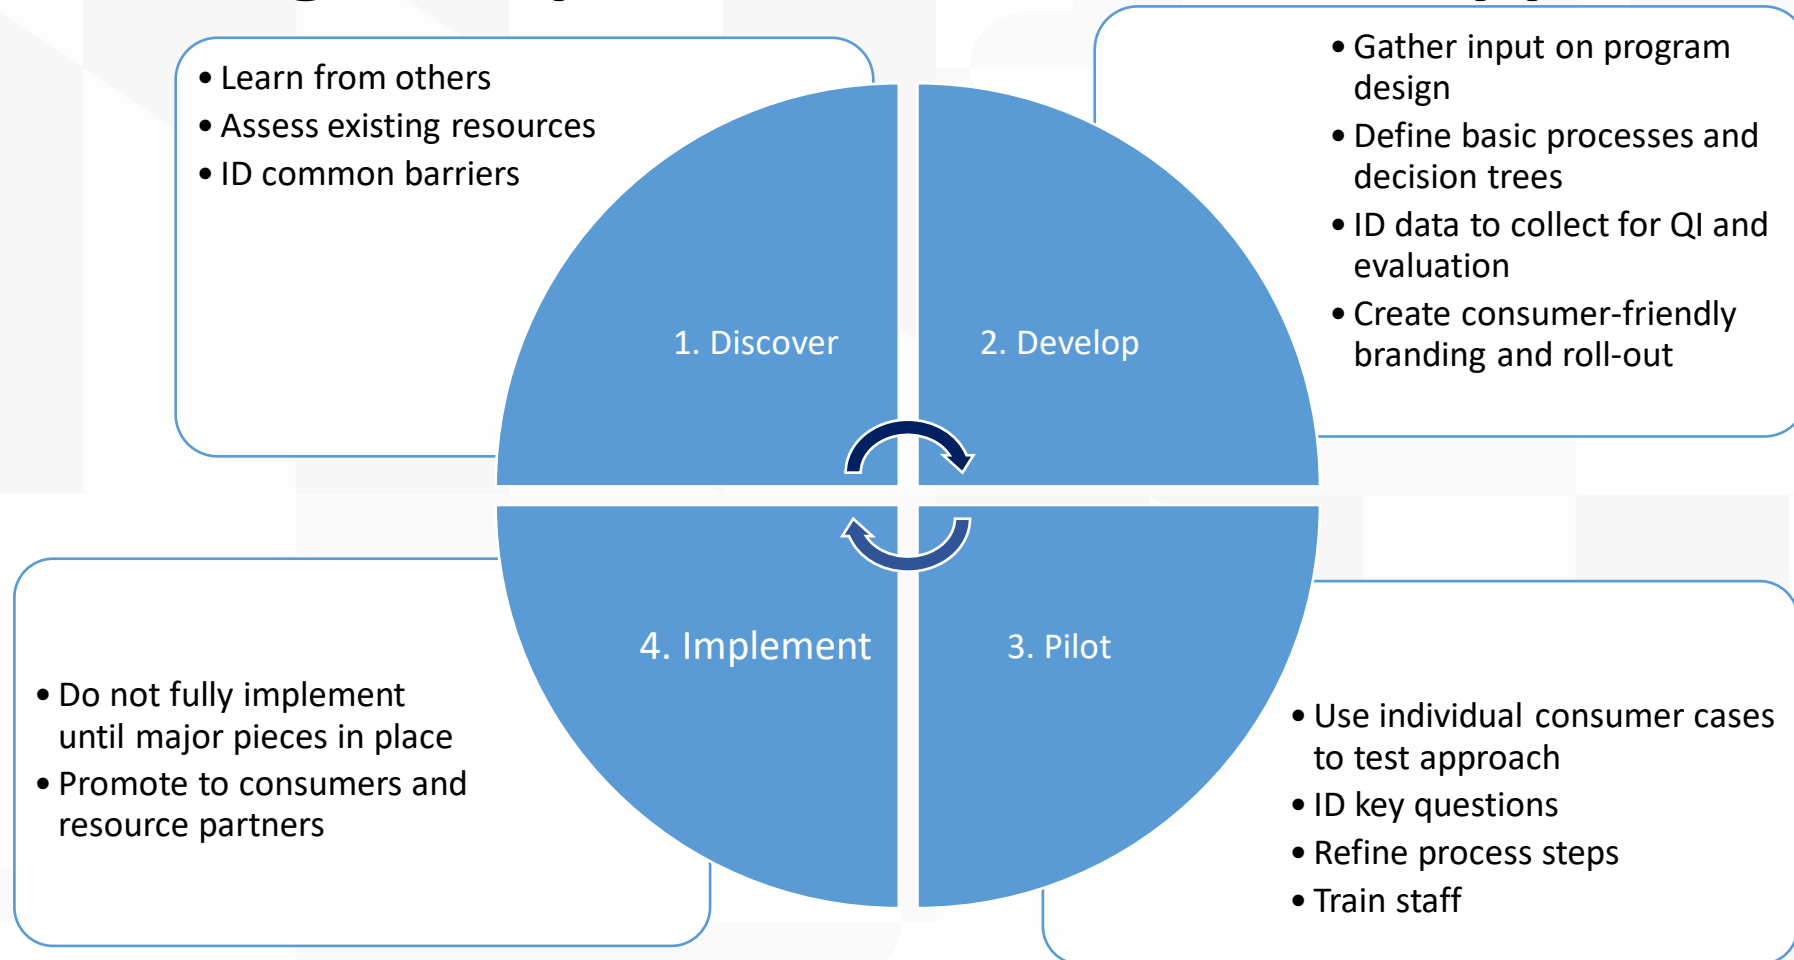 • Learn from others
• Assess existing resources
• ID common barriers
1. Discover
• Gather input on program
design
• Define basic processes and
decision trees
• ID data to collect for QI and
evaluation
• Create consumer-friendly
branding and roll-out
2. Develop
3. Pilot
• Use individual consumer cases
to test approach
• ID key questions
• Refine process steps
• Train staff
4. Implement
• Do not fully implement
until major pieces in place
• Promote to consumers and
resource partners